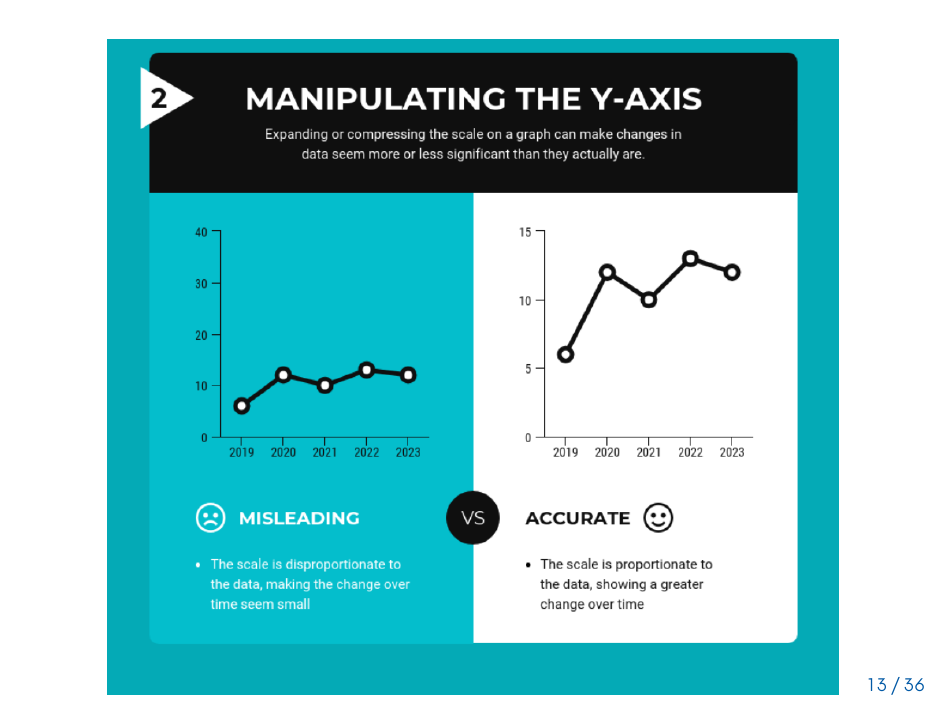 2
MANIPULATING THE Y-AXIS
Expanding or compressing the scale on a graph can make changes in
data seem more or less significant than they actually are.
40
30
20
10
0
2019 2020 2021 2022 2023
15
10
5
0
2019 2020 2021 2022 2023
MISLEADING
VS
ACCURATE
• The scale is disproportionate to
the data, making the change over
time seem small
• The scale is proportionate to
the data, showing a greater
change over time
13 / 36